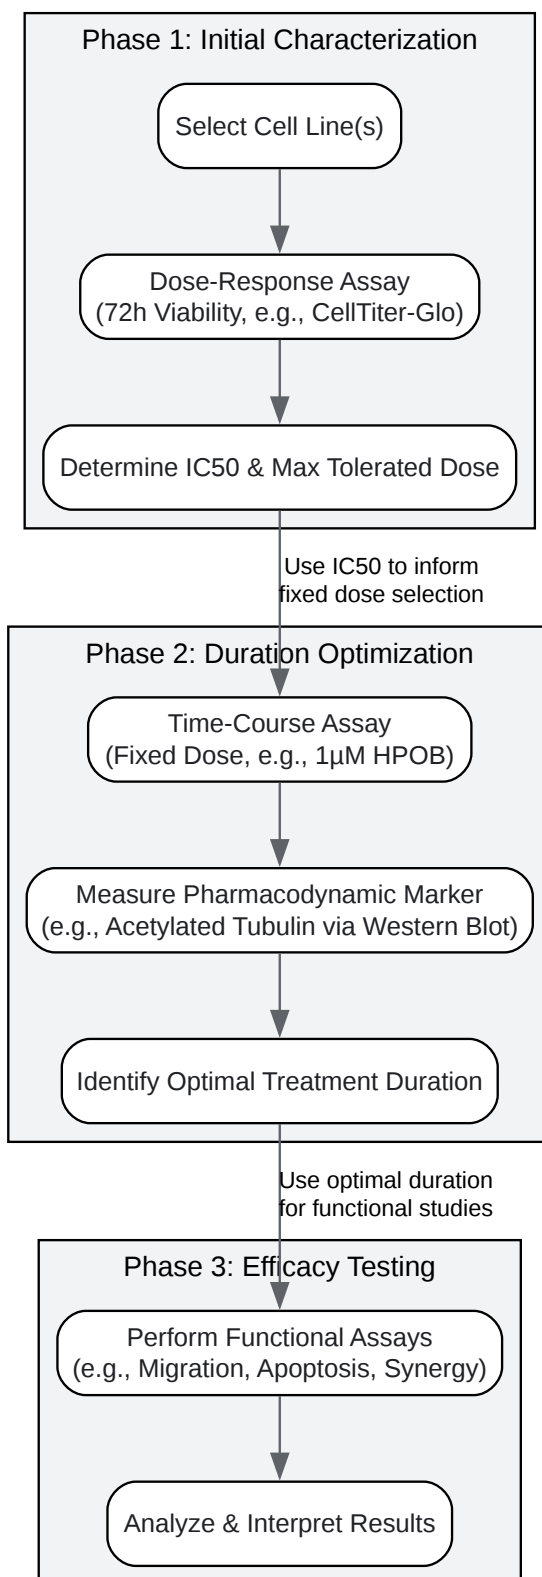 Phase 1: Initial Characterization
Select Cell Line(s)
Dose-Response Assay
(72h Viability, e.g., CellTiter-Glo)
Determine IC50 & Max Tolerated Dose
Use IC50 to inform
fixed dose selection
Phase 2: Duration Optimization
Time-Course Assay
(Fixed Dose, e.g., 1µM HPOB)
Measure Pharmacodynamic Marker
(e.g., Acetylated Tubulin via Western Blot)
Identify Optimal Treatment Duration
Use optimal duration
for functional studies
Phase 3: Efficacy Testing
Perform Functional Assays
(e.g., Migration, Apoptosis, Synergy)
Analyze & Interpret Results